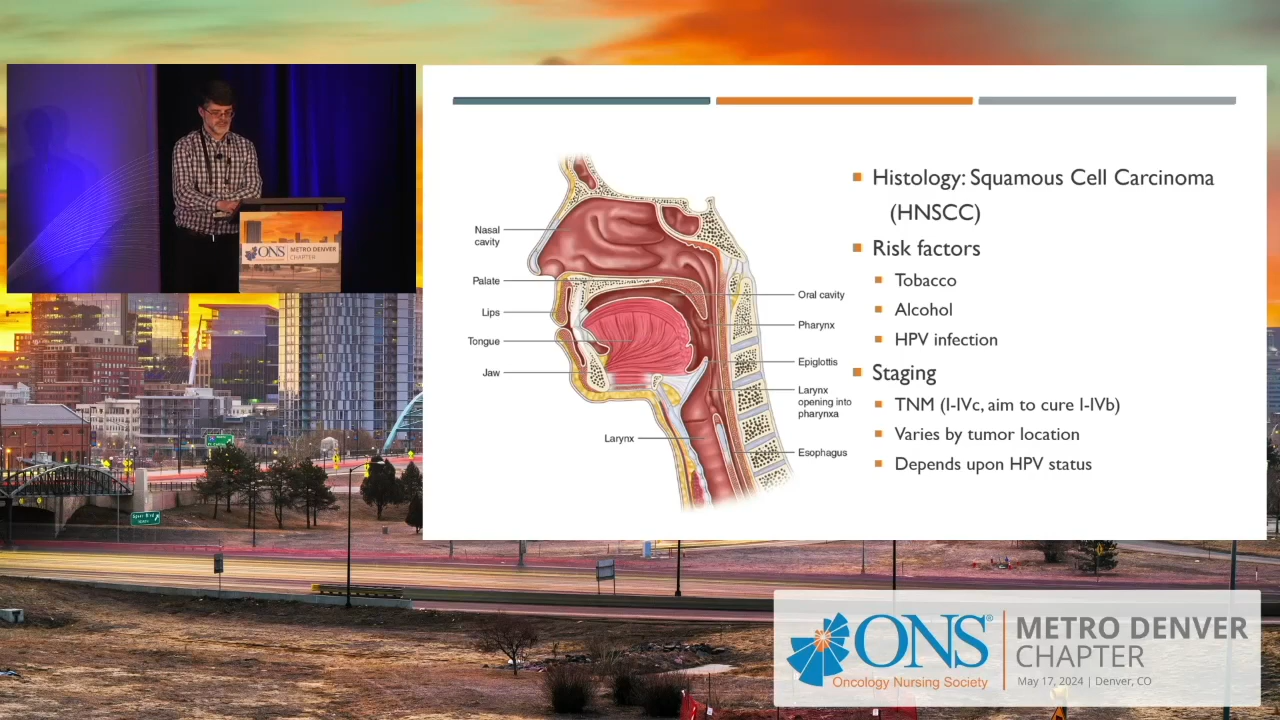 ONS
METRO DENVER
CHAPTER
Nasal
cavity
Palate
Lips
Tongue
Jaw
Larynx
Oral cavity
Pharynx
Epiglottis
Larynx
opening into
pharynxa
Esophagus
Histology: Squamous Cell Carcinoma
(HNSCC)
Risk factors
Tobacco
Alcohol
HPV infection
Staging
TNM (I-IVc, aim to cure I-IVb)
Varies by tumor location
Depends upon HPV status
ONS®
Oncology Nursing Society
METRO DENVER
CHAPTER
May 17, 2024 | Denver, CO